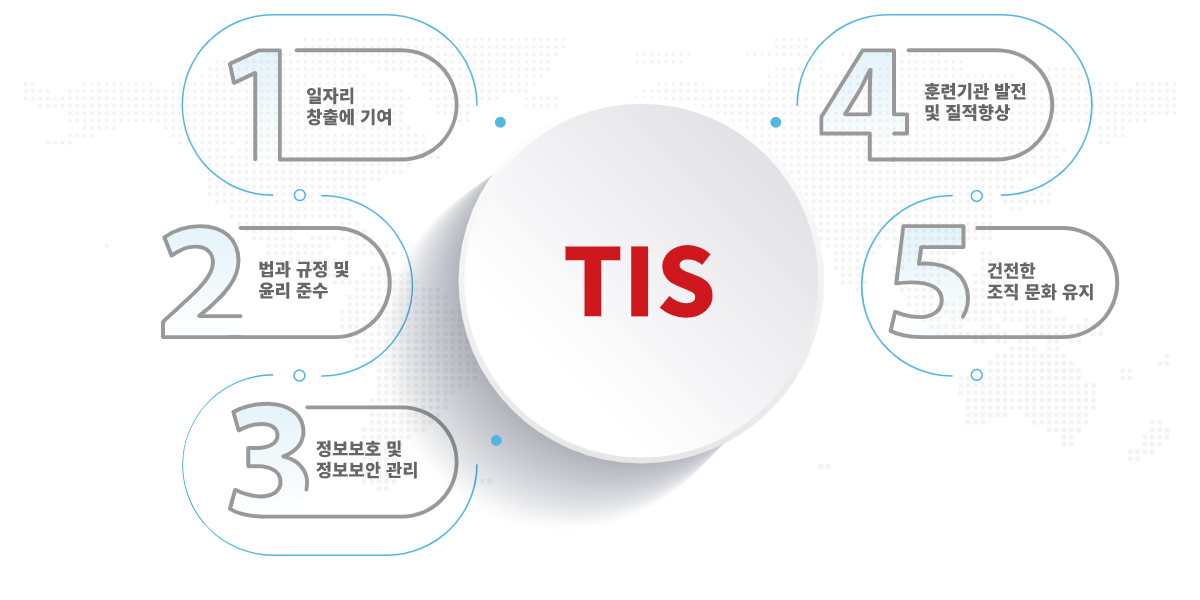 1
일자리
창출에 기여
2
법과 규정 및
윤리 준수
3
정보보호 및
정보보안 관리
TIS
4
훈련기관 발전
및 질적향상
5
건전한
조직 문화 유지